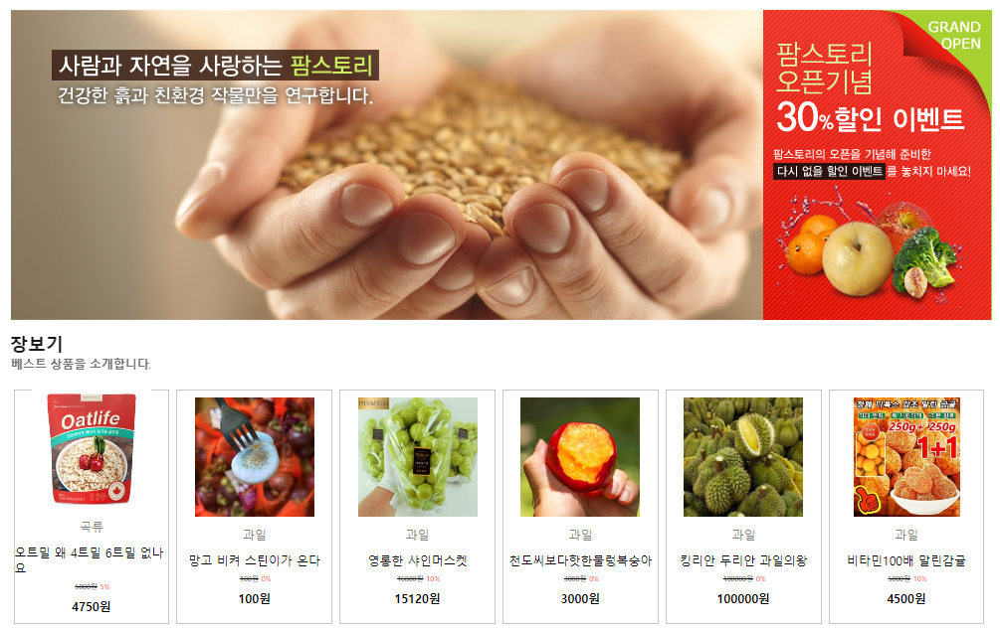 사람과 자연을 사랑하는 팜스토리
건강한 흙과 친환경 작물만을 연구합니다.
GRAND
OPEN
팜스토리
오픈기념
30%할인 이벤트
팜스토리의 오픈을 기념해 준비한
다시 없을 할인 이벤트를 놓치지 마세요!
장보기
베스트 상품을 소개합니다.
Oatlife
곡류
오트밀 왜 4트밀 6트밀 없나
요
5000원 5%
4750원
과일
망고 비켜 스틴이가 온다
100원 0%
100원
PREMIUM
과일
영롱한 샤인머스켓
10%
15120원
과일
천도씨보다핫한물렁복숭아
3000원 0%
3000원
과일
킹리안 두리안 과일의왕
100000원 0%
100000원
250g+ 250g
1+1
과일
비타민100배 말린감귤
5000원 10%
4500원